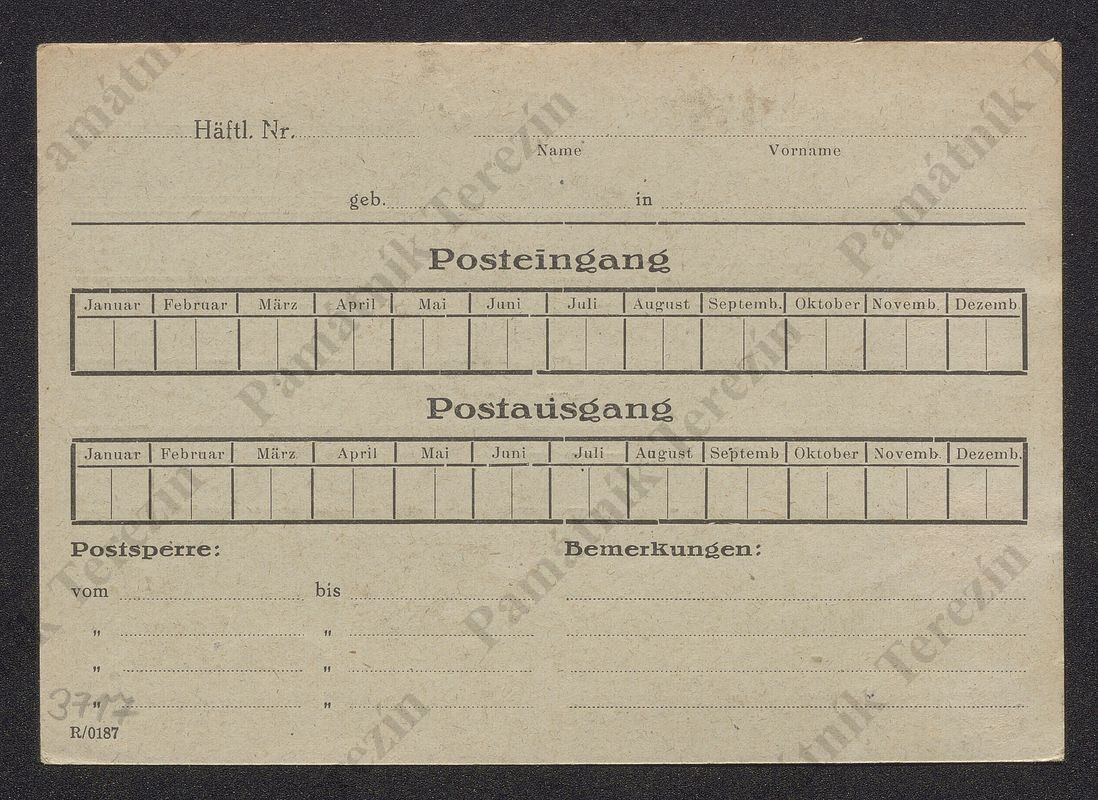 Häftl. Nr.
Name Vorname
geb. in
Posteingang
Januar Februar März April Mai Juni Juli August Septemb. Oktober Novemb. Dezemb.
Postausgang
Januar Februar März April Mai Juni Juli August Septemb Oktober Novemb. Dezemb.
Postsperre: Bemerkungen:
vom bis
„ „
„ „
„ „
3717
R/0187
Památník Terezín